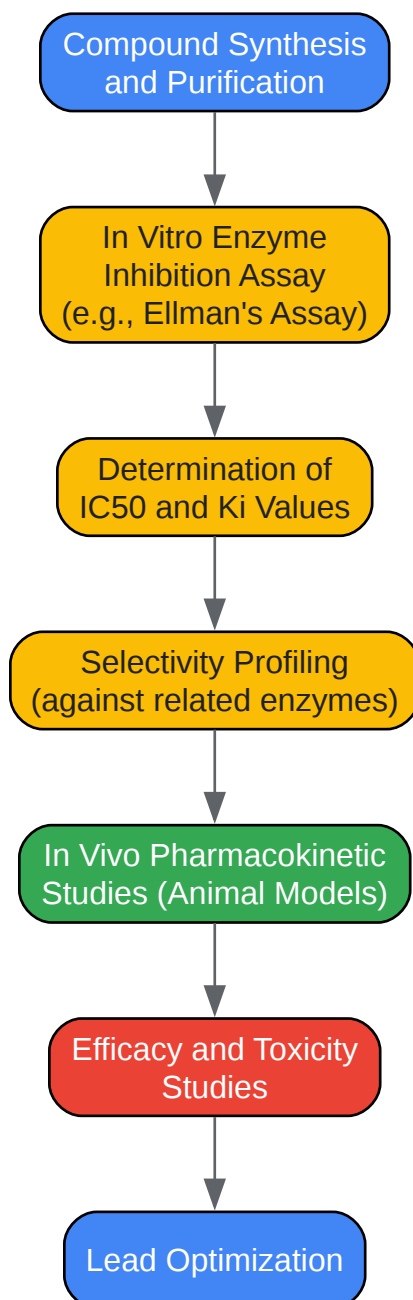 Compound Synthesis
and Purification
In Vitro Enzyme
Inhibition Assay
(e.g., Ellman's Assay)
Determination of
IC50 and Ki Values
Selectivity Profiling
(against related enzymes)
In Vivo Pharmacokinetic
Studies (Animal Models)
Efficacy and Toxicity
Studies
Lead Optimization